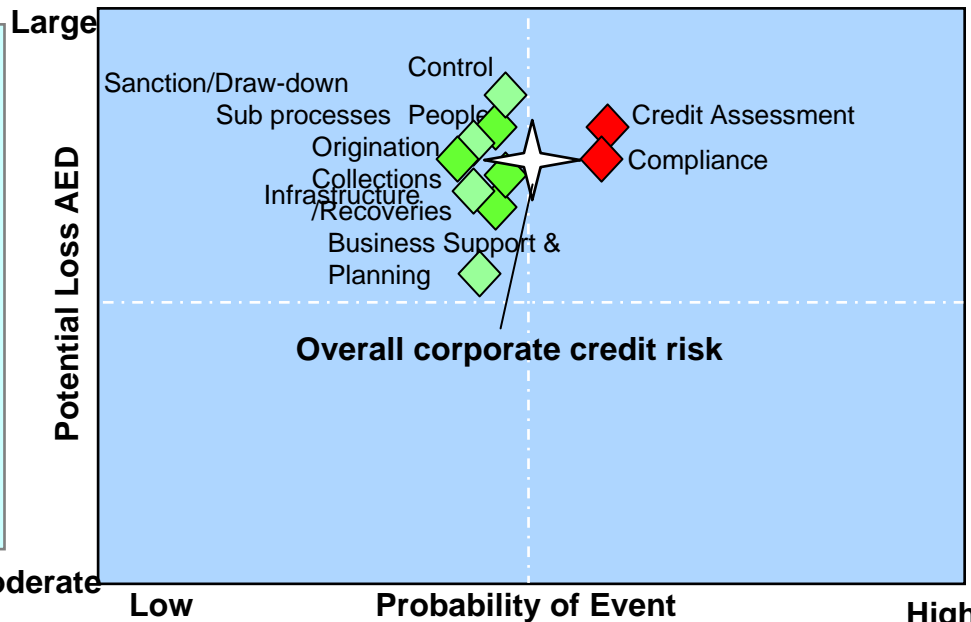 Large
Control
Sanction/Draw-down
Sub processes
People
Credit Assessment
Origination
Compliance
Collections
Infrastructure
/Recoveries
Business Support &
Planning
Overall corporate credit risk
Potential Loss AED
oderate
Low
Probability of Event
High